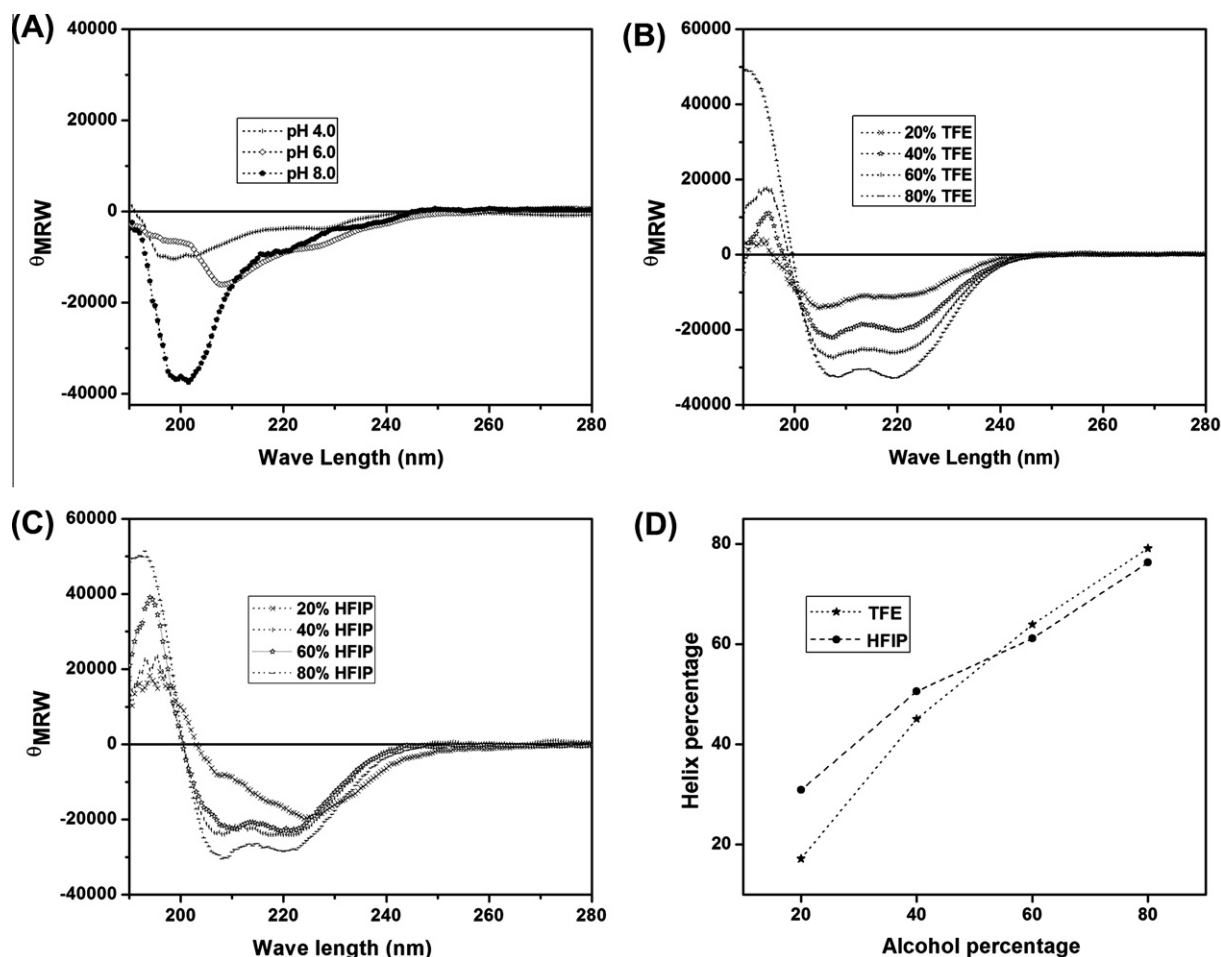 (A)
40000
20000
0
-20000
-40000
θMRW
pH 4.0
pH 6.0
pH 8.0
200
220
240
260
280
Wave Length (nm)
(B)
60000
40000
20000
0
-20000
-40000
θMRW
20% TFE
40% TFE
60% TFE
80% TFE
200
220
240
260
280
Wave Length (nm)
(C)
60000
40000
20000
0
-20000
-40000
θMRW
20% HFIP
40% HFIP
60% HFIP
80% HFIP
200
220
240
260
280
Wave length (nm)
(D)
80
60
40
20
Helix percentage
TFE
HFIP
20
40
60
80
Alcohol percentage